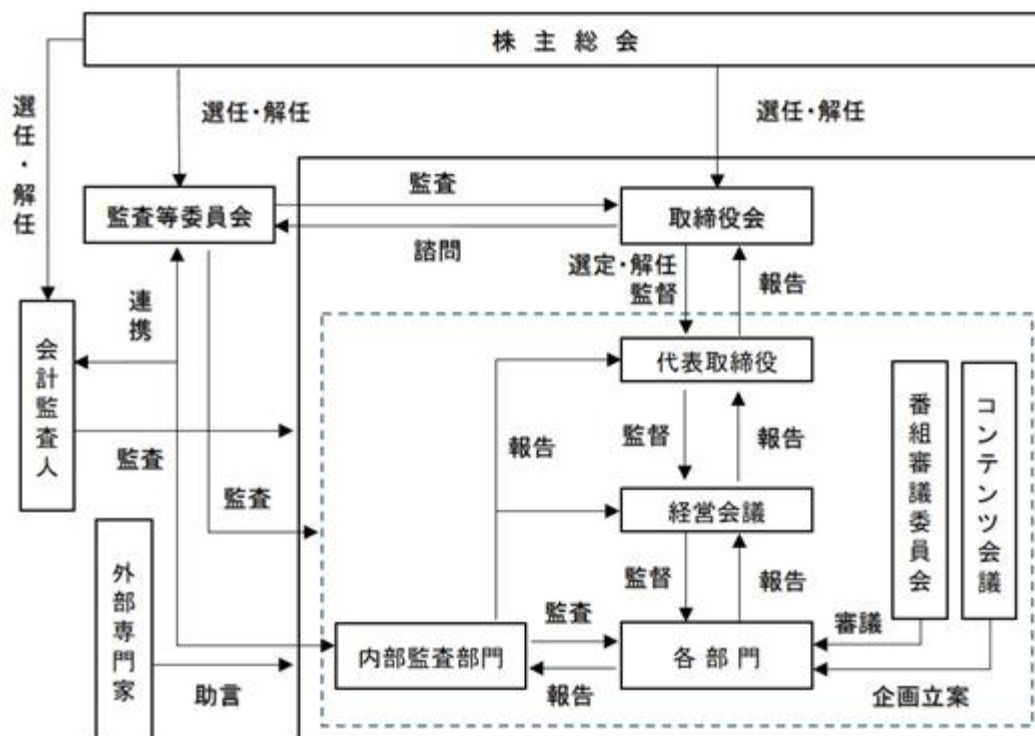 株主総会
選任・解任
選任・解任
選任・解任
監査等委員会
監査
取締役会
諮問
選定・解任
監督
報告
連携
会計監査人
代表取締役
番組審議委員会
コンテンツ会議
監査
報告
監督
報告
監査
経営会議
外部専門家
監督
報告
監査
審議
内部監査部門
各部門
助言
報告
企画立案